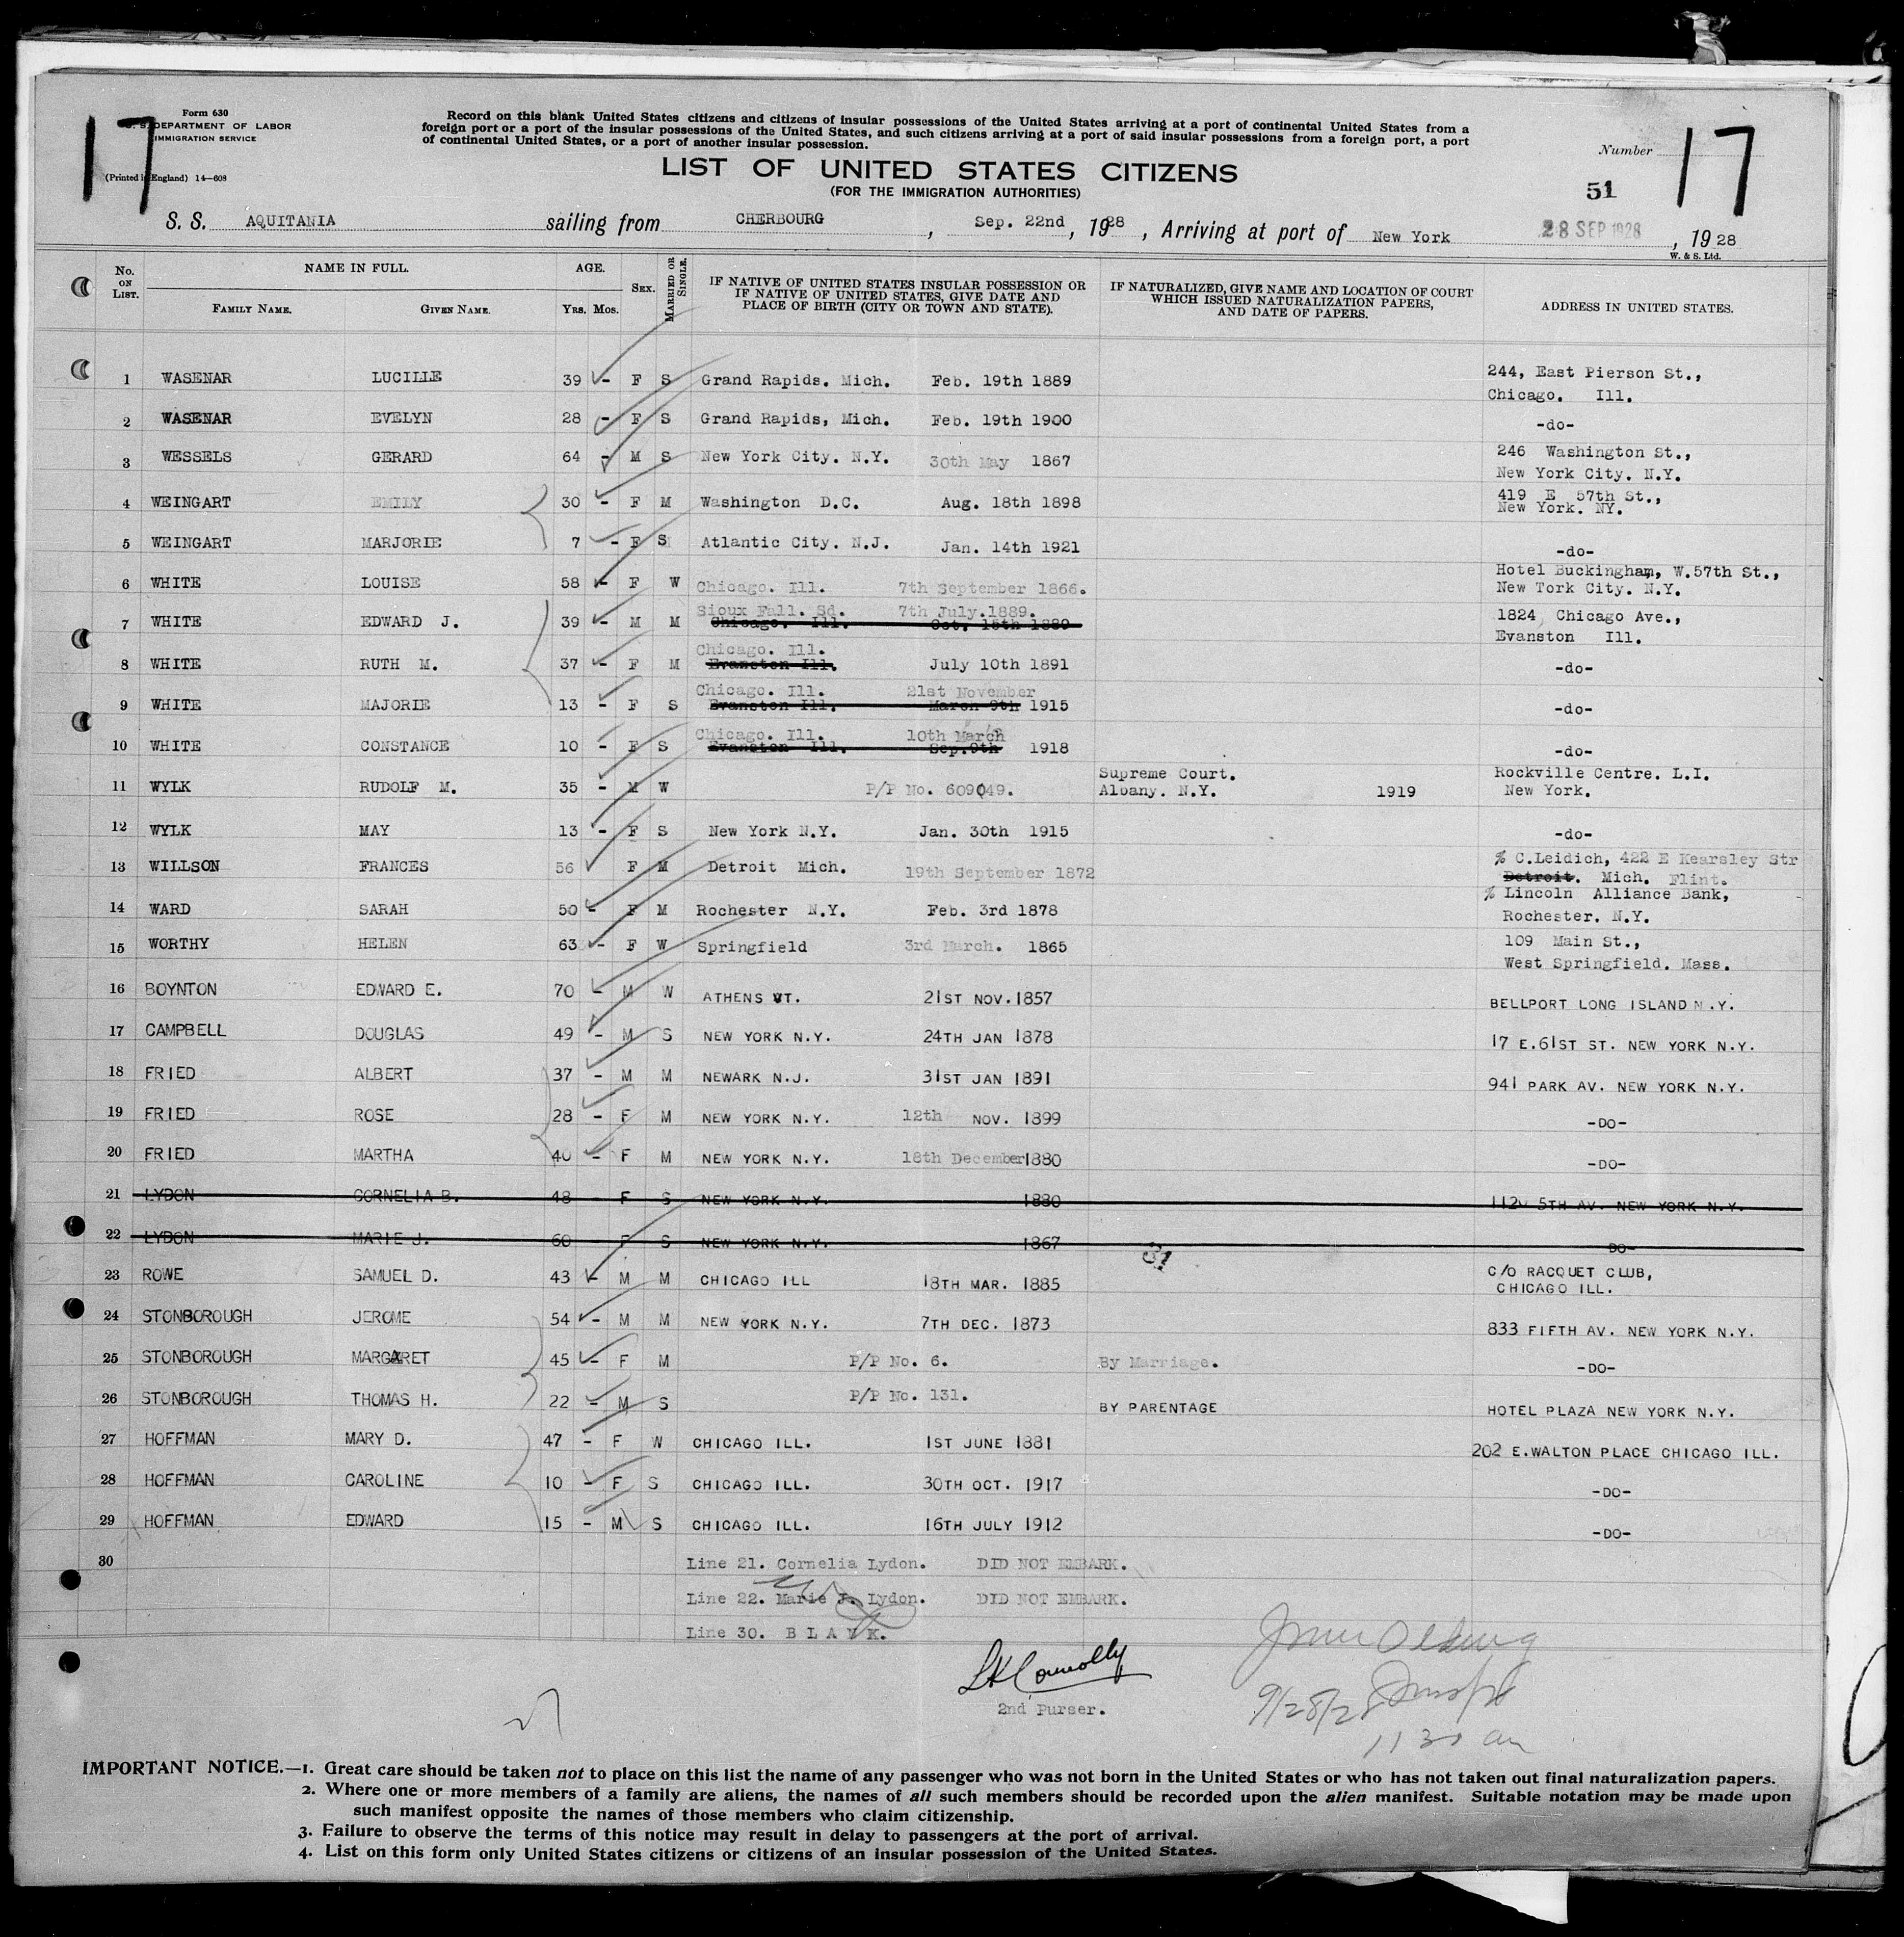 17
Form 630
U. S. DEPARTMENT OF LABOR
IMMIGRATION SERVICE
(Printed in England) 14—608
Record on this blank United States citizens and citizens of insular possessions of the United States arriving at a port of continental United States from a
foreign port or a port of the insular possessions of the United States, and such citizens arriving at a port of said insular possessions from a foreign port, a port
of continental United States, or a port of another insular possession.
LIST OF UNITED STATES CITIZENS
(FOR THE IMMIGRATION AUTHORITIES)
Number 17
51
S. S. AQUITANIA sailing from CHERBOURG , Sep. 22nd , 1928 , Arriving at port of New York 28 SEP 1928 , 1928
W. & S. Ltd.
No. ON LIST. NAME IN FULL. FAMILY NAME. GIVEN NAME. AGE. Yrs. Mos. SEX. MARRIED OR SINGLE. IF NATIVE OF UNITED STATES INSULAR POSSESSION OR IF NATIVE OF UNITED STATES, GIVE DATE AND PLACE OF BIRTH (CITY OR TOWN AND STATE). IF NATURALIZED, GIVE NAME AND LOCATION OF COURT WHICH ISSUED NATURALIZATION PAPERS, AND DATE OF PAPERS. ADDRESS IN UNITED STATES.
1 WASENAR LUCILLE 39 - F S Grand Rapids. Mich. Feb. 19th 1889 244, East Pierson St., Chicago. Ill.
2 WASENAR EVELYN 28 - F S Grand Rapids, Mich. Feb. 19th 1900 -do-
3 WESSELS GERARD 64 - M S New York City. N.Y. 30th May 1867 246 Washington St., New York City. N.Y.
4 WEINGART EMILY 30 - F M Washington D.C. Aug. 18th 1898 419 E 57th St., New York. NY.
5 WEINGART MARJORIE 7 - F S Atlantic City. N.J. Jan. 14th 1921 -do-
6 WHITE LOUISE 58 - F W Chicago. Ill. 7th September 1866. Hotel Buckingham, W.57th St., New Tork City. N.Y.
7 WHITE EDWARD J. 39 - M M Sioux Fall. Sd. 7th July.1889. Chicago. Ill. Oct. 15th 1889 1824 Chicago Ave., Evanston Ill.
8 WHITE RUTH M. 37 - F M Chicago. Ill. Evanston Ill. July 10th 1891 -do-
9 WHITE MAJORIE 13 - F S Chicago. Ill. 21st November Evanston Ill. March 9th 1915 -do-
10 WHITE CONSTANCE 10 - F S Chicago. Ill. 10th March Evanston Ill. Sep.9th 1918 -do-
11 WYLK RUDOLF M. 35 - M W P/P No. 609049. Supreme Court. Albany. N.Y. 1919 Rockville Centre. L.I. New York.
12 WYLK MAY 13 - F S New York N.Y. Jan. 30th 1915 -do-
13 WILLSON FRANCES 56 F M Detroit Mich. 19th September 1872 % C.Leidich, 422 E Kearsley Str Detroit. Mich. Flint.
14 WARD SARAH 50 - F M Rochester N.Y. Feb. 3rd 1878 % Lincoln Alliance Bank, Rochester. N.Y.
15 WORTHY HELEN 63 - F W Springfield 3rd March. 1865 109 Main St., West Springfield. Mass.
16 BOYNTON EDWARD E. 70 - M W ATHENS VT. 21ST NOV. 1857 BELLPORT LONG ISLAND N.Y.
17 CAMPBELL DOUGLAS 49 - M S NEW YORK N.Y. 24TH JAN 1878 17 E.61ST ST. NEW YORK N.Y.
18 FRIED ALBERT 37 - M M NEWARK N.J. 31ST JAN 1891 941 PARK AV. NEW YORK N.Y.
19 FRIED ROSE 28 - F M NEW YORK N.Y. 12th NOV. 1899 -DO-
20 FRIED MARTHA 40 - F M NEW YORK N.Y. 18th December 1880 -DO-
21 LYDON CORNELIA B. 48 - F S NEW YORK N.Y. 1880 1120 5TH AV. NEW YORK N.Y.
22 LYDON MARIE J. 60 F S NEW YORK N.Y. 1867 -DO-
31
23 ROWE SAMUEL D. 43 - M M CHICAGO ILL 18TH MAR. 1885 C/O RACQUET CLUB, CHICAGO ILL.
24 STONBOROUGH JEROME 54 - M M NEW YORK N.Y. 7TH DEC. 1873 833 FIFTH AV. NEW YORK N.Y.
25 STONBOROUGH MARGARET 45 - F M P/P No. 6. By Marriage. -DO-
26 STONBOROUGH THOMAS H. 22 - M S P/P No. 131. BY PARENTAGE HOTEL PLAZA NEW YORK N.Y.
27 HOFFMAN MARY D. 47 - F W CHICAGO ILL. 1ST JUNE 1881 202 E.WALTON PLACE CHICAGO ILL.
28 HOFFMAN CAROLINE 10 - F S CHICAGO ILL. 30TH OCT. 1917 -DO-
29 HOFFMAN EDWARD 15 - M S CHICAGO ILL. 16TH JULY 1912 -DO-
30 Line 21. Cornelia Lydon. DID NOT EMBARK.
Line 22. Marie J. Lydon. DID NOT EMBARK.
Line 30. B L A N K.
Connolly
2nd Purser.
9/28/28
11 30 am
IMPORTANT NOTICE.—1. Great care should be taken not to place on this list the name of any passenger who was not born in the United States or who has not taken out final naturalization papers.
2. Where one or more members of a family are aliens, the names of all such members should be recorded upon the alien manifest. Suitable notation may be made upon
such manifest opposite the names of those members who claim citizenship.
3. Failure to observe the terms of this notice may result in delay to passengers at the port of arrival.
4. List on this form only United States citizens or citizens of an insular possession of the United States.